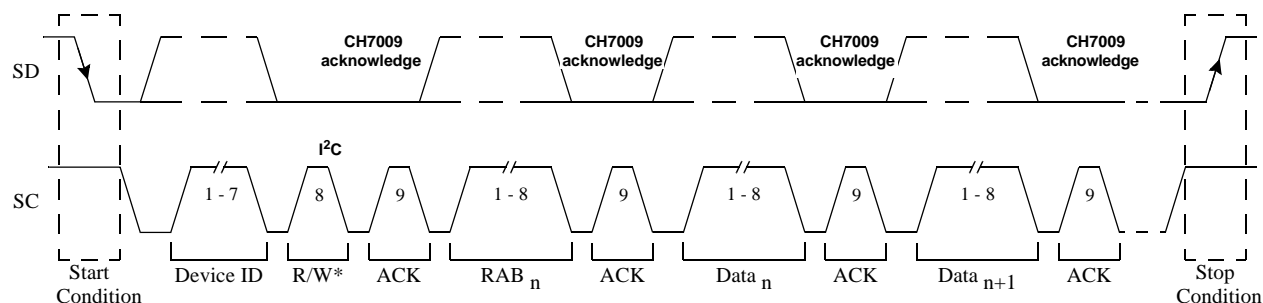 CH7009 acknowledge
CH7009 acknowledge
CH7009 acknowledge
CH7009 acknowledge
SD
I²C
SC
1 - 7
8
9
1 - 8
9
1 - 8
9
1 - 8
9
Start Condition
Device ID
R/W*
ACK
RAB n
ACK
Data n
ACK
Data n+1
ACK
Stop Condition